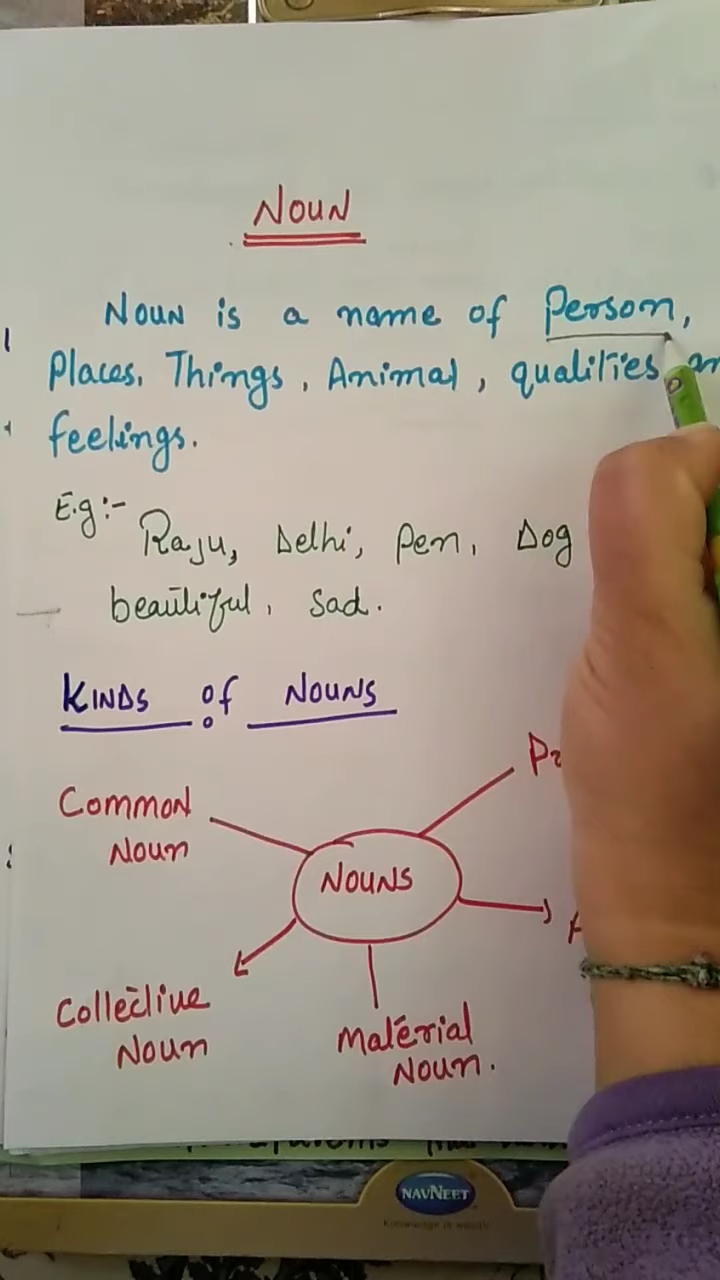 NOUN
NOUN is a name of Person,
Places, Things, Animal, qualities
feelings.
E.g:- Raju, Delhi, Pen, Dog
beautiful, Sad.
KINDS of NOUNS
Common
Noun
NOUNS
Collective
Noun
Material
Noun.
NAVNEET